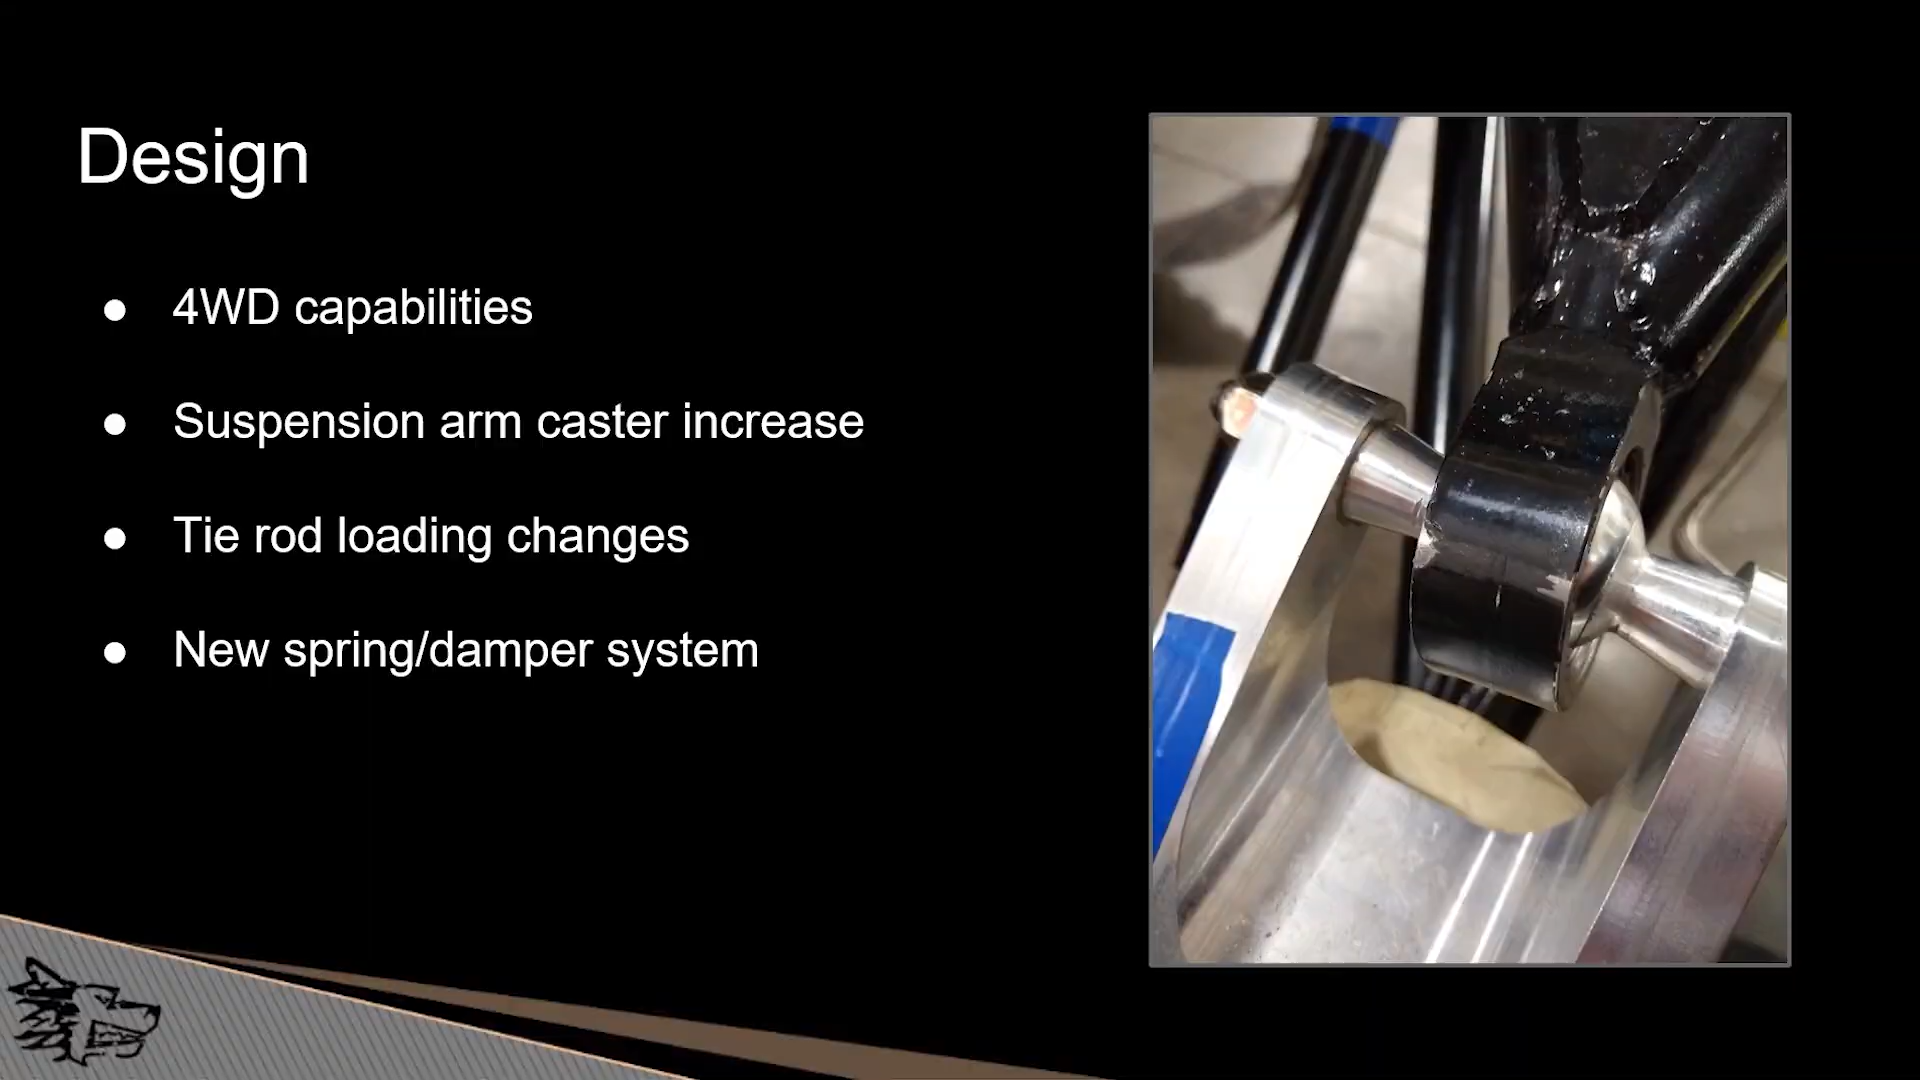 Design
4WD capabilities
Suspension arm caster increase
Tie rod loading changes
New spring/damper system